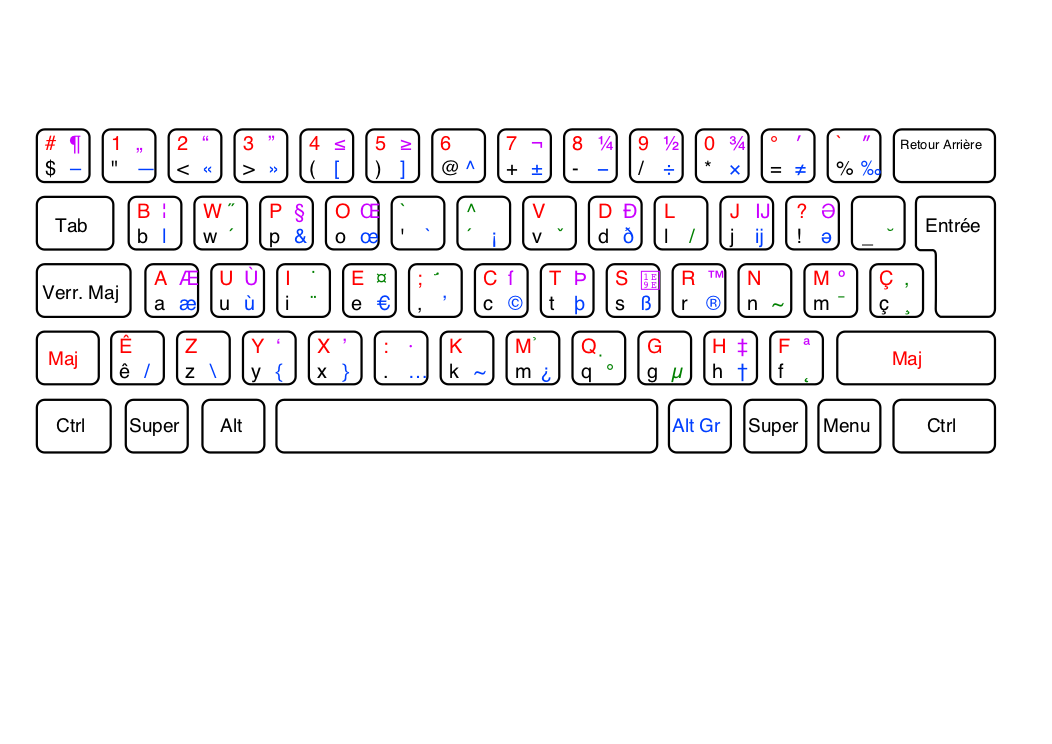 # ¶ 1 „ 2 “ 3 ” 4 ≤ 5 ≥ 6 7 ¬ 8 ¼ 9 ½ 0 ¾ ° ′ ` ″ Retour Arrière
$ – " — < « > » ( [ ) ] @ ^ + ± - − / ÷ * × = ≠ % ‰
B ¦ W ˝ P § O Œ ` ^ V D Ð L J IJ ? Ə
Tab b | w ´ p & o œ ' ` ´ ¡ v ˇ d ð l / j ij ! ə _ ˘ Entrée
A Æ U Ù I ˙ E ¤ ; C ſ T Þ S R ™ N M º Ç ,
Verr. Maj a æ u ù i ¨ e € , ’ c © t þ s ß r ® n ~ m ¯ ç ¸
Ê Z Y ‘ X ’ : · K M Q . G H ‡ F ª
Maj ê / z \ y { x } . … k ~ m ¿ q ° g µ h † f ˛ Maj
Ctrl Super Alt Alt Gr Super Menu Ctrl